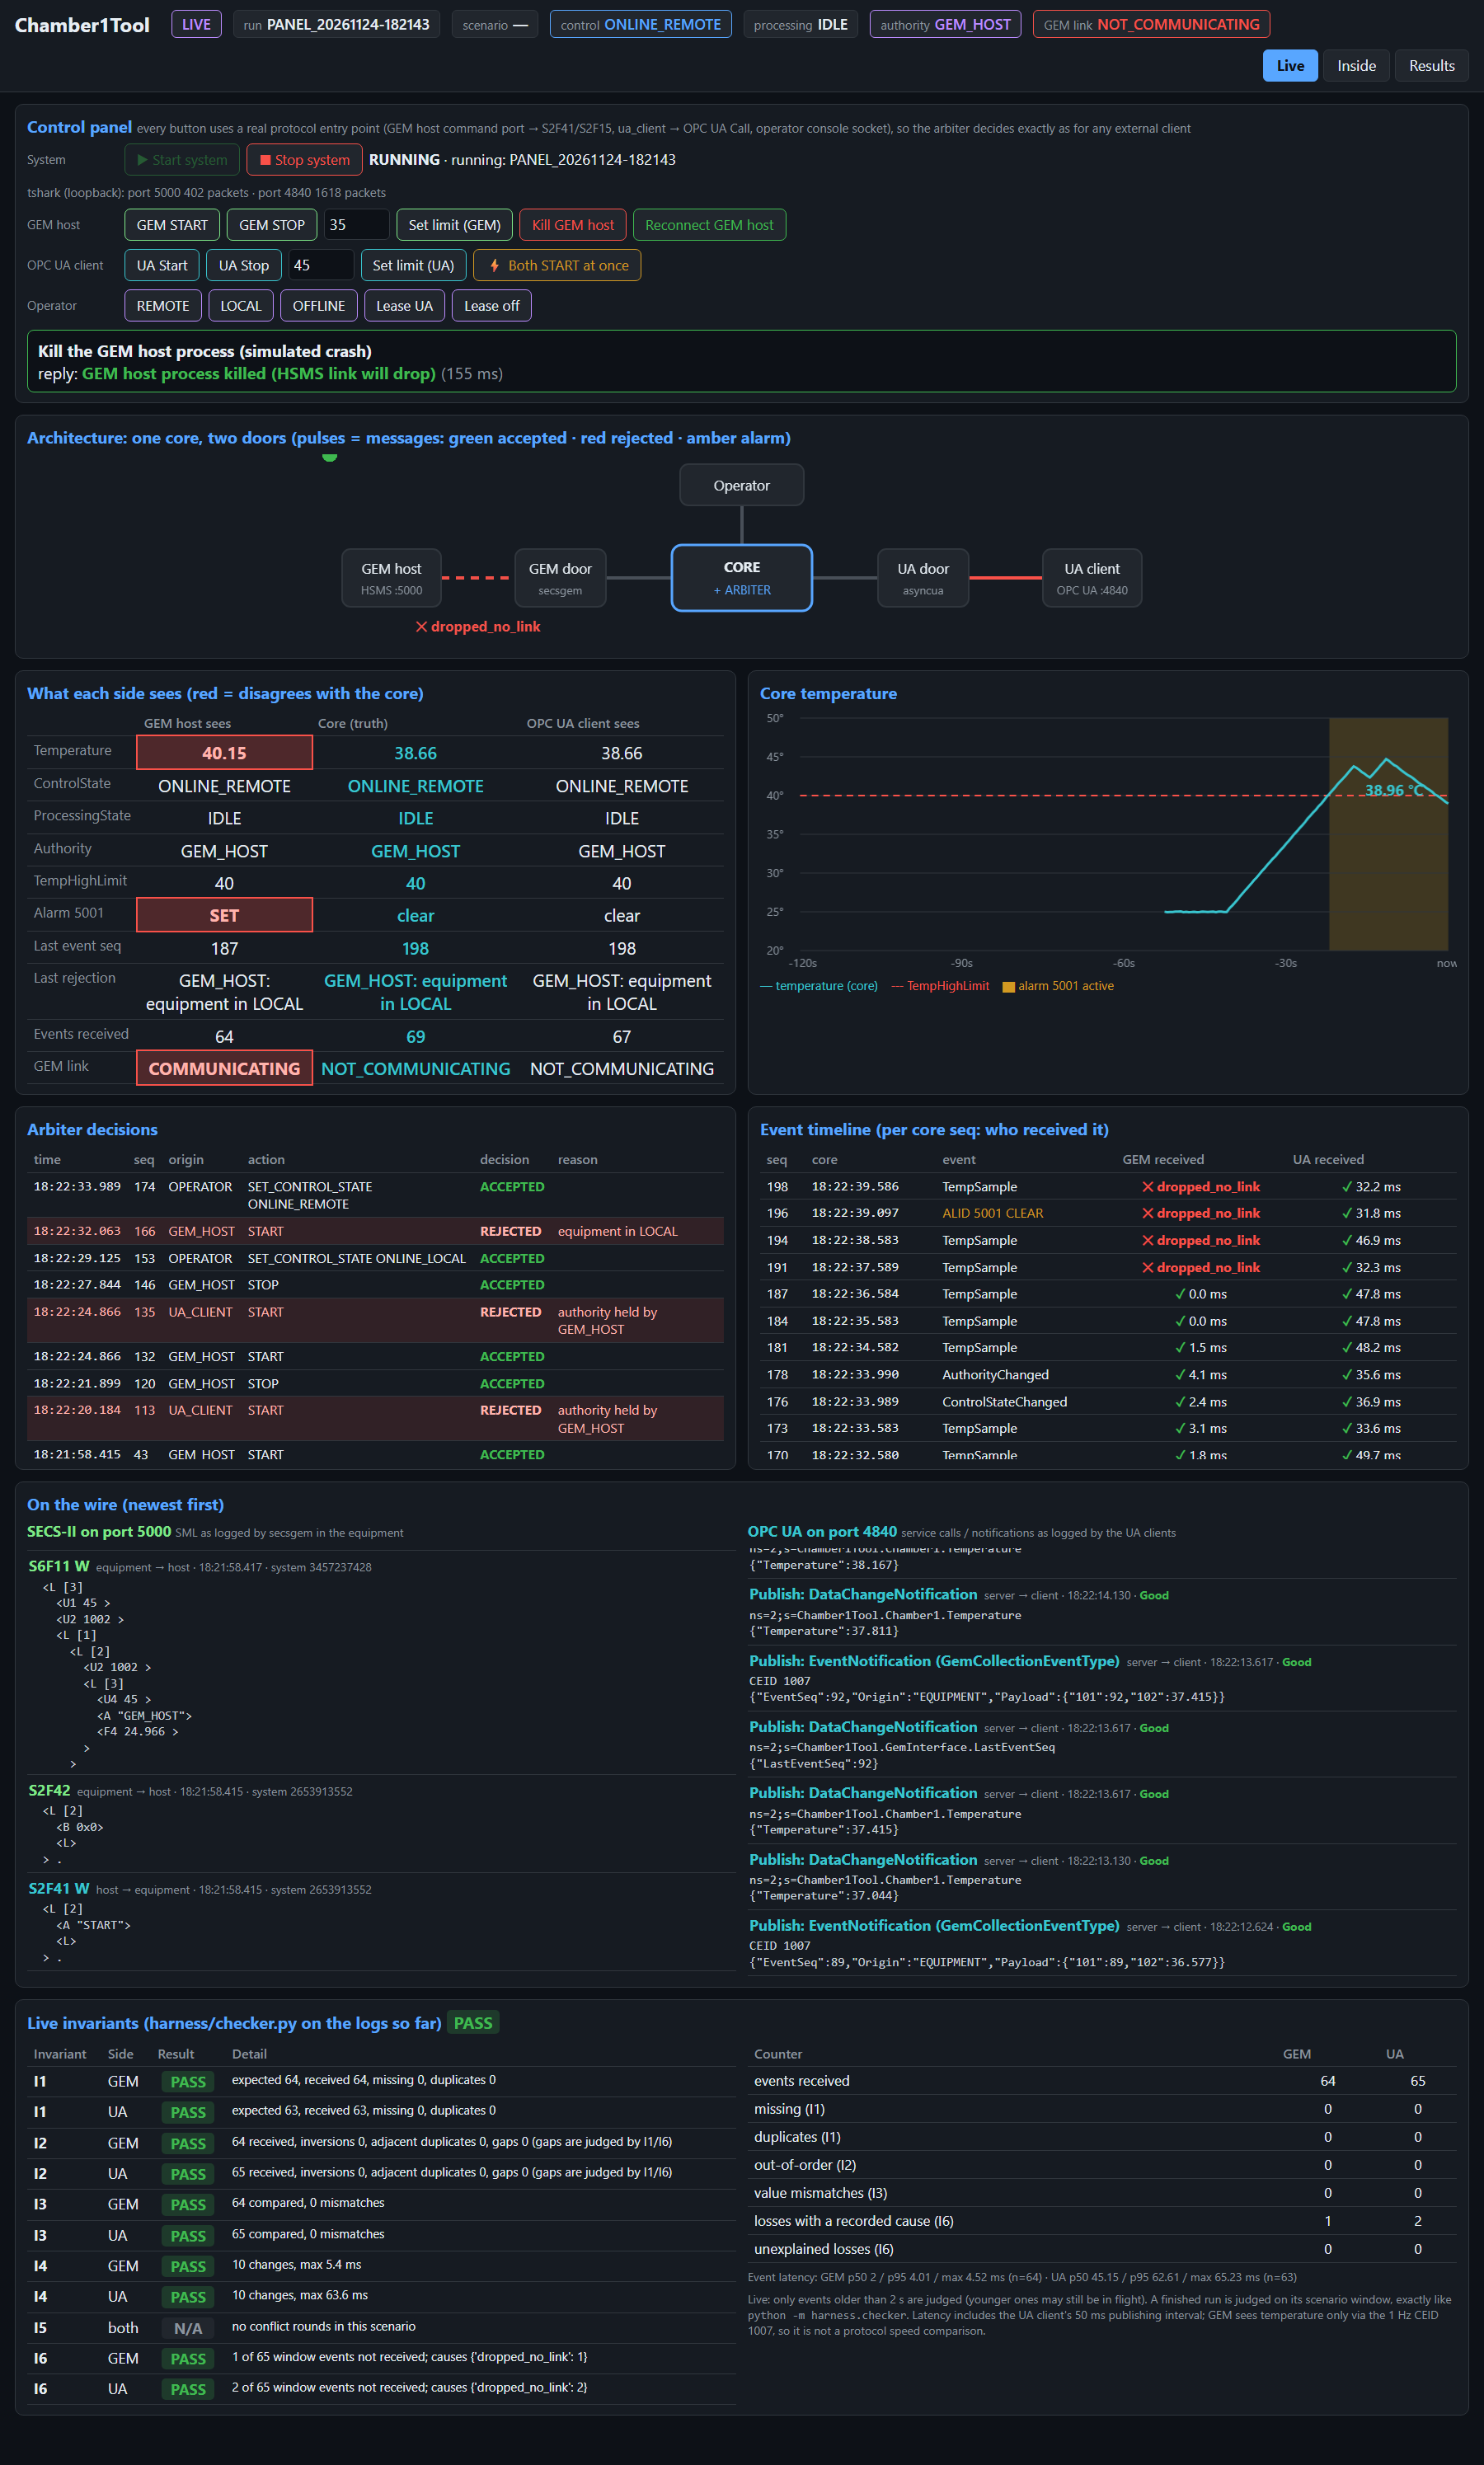 Chamber1Tool
LIVE
run PANEL_20261124-182143
scenario —
control ONLINE_REMOTE
processing IDLE
authority GEM_HOST
GEM link NOT_COMMUNICATING
Live
Inside
Results
Control panel every button uses a real protocol entry point (GEM host command port → S2F41/S2F15, ua_client → OPC UA Call, operator console socket), so the arbiter decides exactly as for any external client
System ▶ Start system ■ Stop system RUNNING · running: PANEL_20261124-182143
tshark (loopback): port 5000 402 packets · port 4840 1618 packets
GEM host GEM START GEM STOP 35 Set limit (GEM) Kill GEM host Reconnect GEM host
OPC UA client UA Start UA Stop 45 Set limit (UA) ⚡ Both START at once
Operator REMOTE LOCAL OFFLINE Lease UA Lease off
Kill the GEM host process (simulated crash)
reply: GEM host process killed (HSMS link will drop) (155 ms)
Architecture: one core, two doors (pulses = messages: green accepted · red rejected · amber alarm)
Operator
GEM host
HSMS :5000
GEM door
secsgem
CORE
+ ARBITER
UA door
asyncua
UA client
OPC UA :4840
✕ dropped_no_link
What each side sees (red = disagrees with the core)
GEM host sees Core (truth) OPC UA client sees
Temperature 40.15 38.66 38.66
ControlState ONLINE_REMOTE ONLINE_REMOTE ONLINE_REMOTE
ProcessingState IDLE IDLE IDLE
Authority GEM_HOST GEM_HOST GEM_HOST
TempHighLimit 40 40 40
Alarm 5001 SET clear clear
Last event seq 187 198 198
Last rejection GEM_HOST: equipment in LOCAL GEM_HOST: equipment in LOCAL GEM_HOST: equipment in LOCAL
Events received 64 69 67
GEM link COMMUNICATING NOT_COMMUNICATING NOT_COMMUNICATING
Core temperature
50°
45°
40°
35°
30°
25°
20°
38.96 °C
-120s -90s -60s -30s now
— temperature (core) --- TempHighLimit ■ alarm 5001 active
Arbiter decisions
time seq origin action decision reason
18:22:33.989 174 OPERATOR SET_CONTROL_STATE ONLINE_REMOTE ACCEPTED
18:22:32.063 166 GEM_HOST START REJECTED equipment in LOCAL
18:22:29.125 153 OPERATOR SET_CONTROL_STATE ONLINE_LOCAL ACCEPTED
18:22:27.844 146 GEM_HOST STOP ACCEPTED
18:22:24.866 135 UA_CLIENT START REJECTED authority held by GEM_HOST
18:22:24.866 132 GEM_HOST START ACCEPTED
18:22:21.899 120 GEM_HOST STOP ACCEPTED
18:22:20.184 113 UA_CLIENT START REJECTED authority held by GEM_HOST
18:21:58.415 43 GEM_HOST START ACCEPTED
Event timeline (per core seq: who received it)
seq core event GEM received UA received
198 18:22:39.586 TempSample ✕ dropped_no_link ✓ 32.2 ms
196 18:22:39.097 ALID 5001 CLEAR ✕ dropped_no_link ✓ 31.8 ms
194 18:22:38.583 TempSample ✕ dropped_no_link ✓ 46.9 ms
191 18:22:37.589 TempSample ✕ dropped_no_link ✓ 32.3 ms
187 18:22:36.584 TempSample ✓ 0.0 ms ✓ 47.8 ms
184 18:22:35.583 TempSample ✓ 0.0 ms ✓ 47.8 ms
181 18:22:34.582 TempSample ✓ 1.5 ms ✓ 48.2 ms
178 18:22:33.990 AuthorityChanged ✓ 4.1 ms ✓ 35.6 ms
176 18:22:33.989 ControlStateChanged ✓ 2.4 ms ✓ 36.9 ms
173 18:22:33.583 TempSample ✓ 3.1 ms ✓ 33.6 ms
170 18:22:32.580 TempSample ✓ 1.8 ms ✓ 49.7 ms
On the wire (newest first)
SECS-II on port 5000 SML as logged by secsgem in the equipment
S6F11 W equipment → host · 18:21:58.417 · system 3457237428
<L [3]
<U1 45 >
<U2 1002 >
<L [1]
<L [2]
<U2 1002 >
<L [3]
<U4 45 >
<A "GEM_HOST">
<F4 24.966 >
>
>
S2F42 equipment → host · 18:21:58.415 · system 2653913552
<L [2]
<B 0x0>
<L>
> .
S2F41 W host → equipment · 18:21:58.415 · system 2653913552
<L [2]
<A "START">
<L>
> .
OPC UA on port 4840 service calls / notifications as logged by the UA clients
ns=2;s=Chamber1Tool.Chamber1.Temperature
{"Temperature":38.167}
Publish: DataChangeNotification server → client · 18:22:14.130 · Good
ns=2;s=Chamber1Tool.Chamber1.Temperature
{"Temperature":37.811}
Publish: EventNotification (GemCollectionEventType) server → client · 18:22:13.617 · Good
CEID 1007
{"EventSeq":92,"Origin":"EQUIPMENT","Payload":{"101":92,"102":37.415}}
Publish: DataChangeNotification server → client · 18:22:13.617 · Good
ns=2;s=Chamber1Tool.GemInterface.LastEventSeq
{"LastEventSeq":92}
Publish: DataChangeNotification server → client · 18:22:13.617 · Good
ns=2;s=Chamber1Tool.Chamber1.Temperature
{"Temperature":37.415}
Publish: DataChangeNotification server → client · 18:22:13.130 · Good
ns=2;s=Chamber1Tool.Chamber1.Temperature
{"Temperature":37.044}
Publish: EventNotification (GemCollectionEventType) server → client · 18:22:12.624 · Good
CEID 1007
{"EventSeq":89,"Origin":"EQUIPMENT","Payload":{"101":89,"102":36.577}}
Live invariants (harness/checker.py on the logs so far) PASS
Invariant Side Result Detail
I1 GEM PASS expected 64, received 64, missing 0, duplicates 0
I1 UA PASS expected 63, received 63, missing 0, duplicates 0
I2 GEM PASS 64 received, inversions 0, adjacent duplicates 0, gaps 0 (gaps are judged by I1/I6)
I2 UA PASS 65 received, inversions 0, adjacent duplicates 0, gaps 0 (gaps are judged by I1/I6)
I3 GEM PASS 64 compared, 0 mismatches
I3 UA PASS 65 compared, 0 mismatches
I4 GEM PASS 10 changes, max 5.4 ms
I4 UA PASS 10 changes, max 63.6 ms
I5 both N/A no conflict rounds in this scenario
I6 GEM PASS 1 of 65 window events not received; causes {'dropped_no_link': 1}
I6 UA PASS 2 of 65 window events not received; causes {'dropped_no_link': 2}
Counter GEM UA
events received 64 65
missing (I1) 0 0
duplicates (I1) 0 0
out-of-order (I2) 0 0
value mismatches (I3) 0 0
losses with a recorded cause (I6) 1 2
unexplained losses (I6) 0 0
Event latency: GEM p50 2 / p95 4.01 / max 4.52 ms (n=64) · UA p50 45.15 / p95 62.61 / max 65.23 ms (n=63)
Live: only events older than 2 s are judged (younger ones may still be in flight). A finished run is judged on its scenario window, exactly like
python -m harness.checker. Latency includes the UA client's 50 ms publishing interval; GEM sees temperature only via the 1 Hz CEID
1007, so it is not a protocol speed comparison.